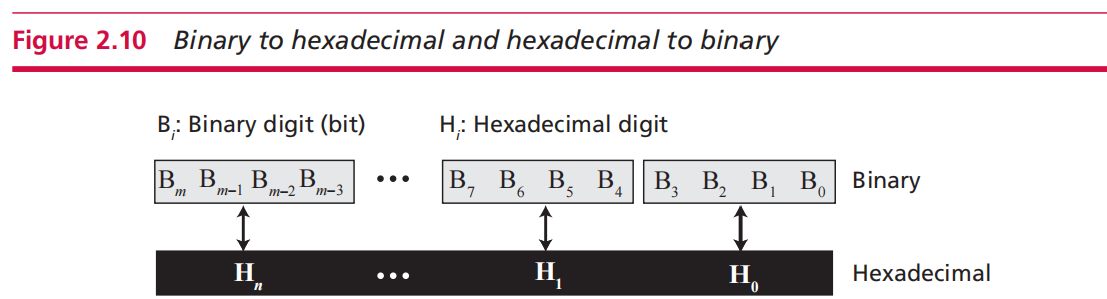 Figure 2.10 Binary to hexadecimal and hexadecimal to binary
Bᵢ: Binary digit (bit) Hᵢ: Hexadecimal digit
Bₘ Bₘ₋₁ Bₘ₋₂ Bₘ₋₃ ••• B₇ B₆ B₅ B₄ B₃ B₂ B₁ B₀ Binary
Hₙ ••• H₁ H₀ Hexadecimal